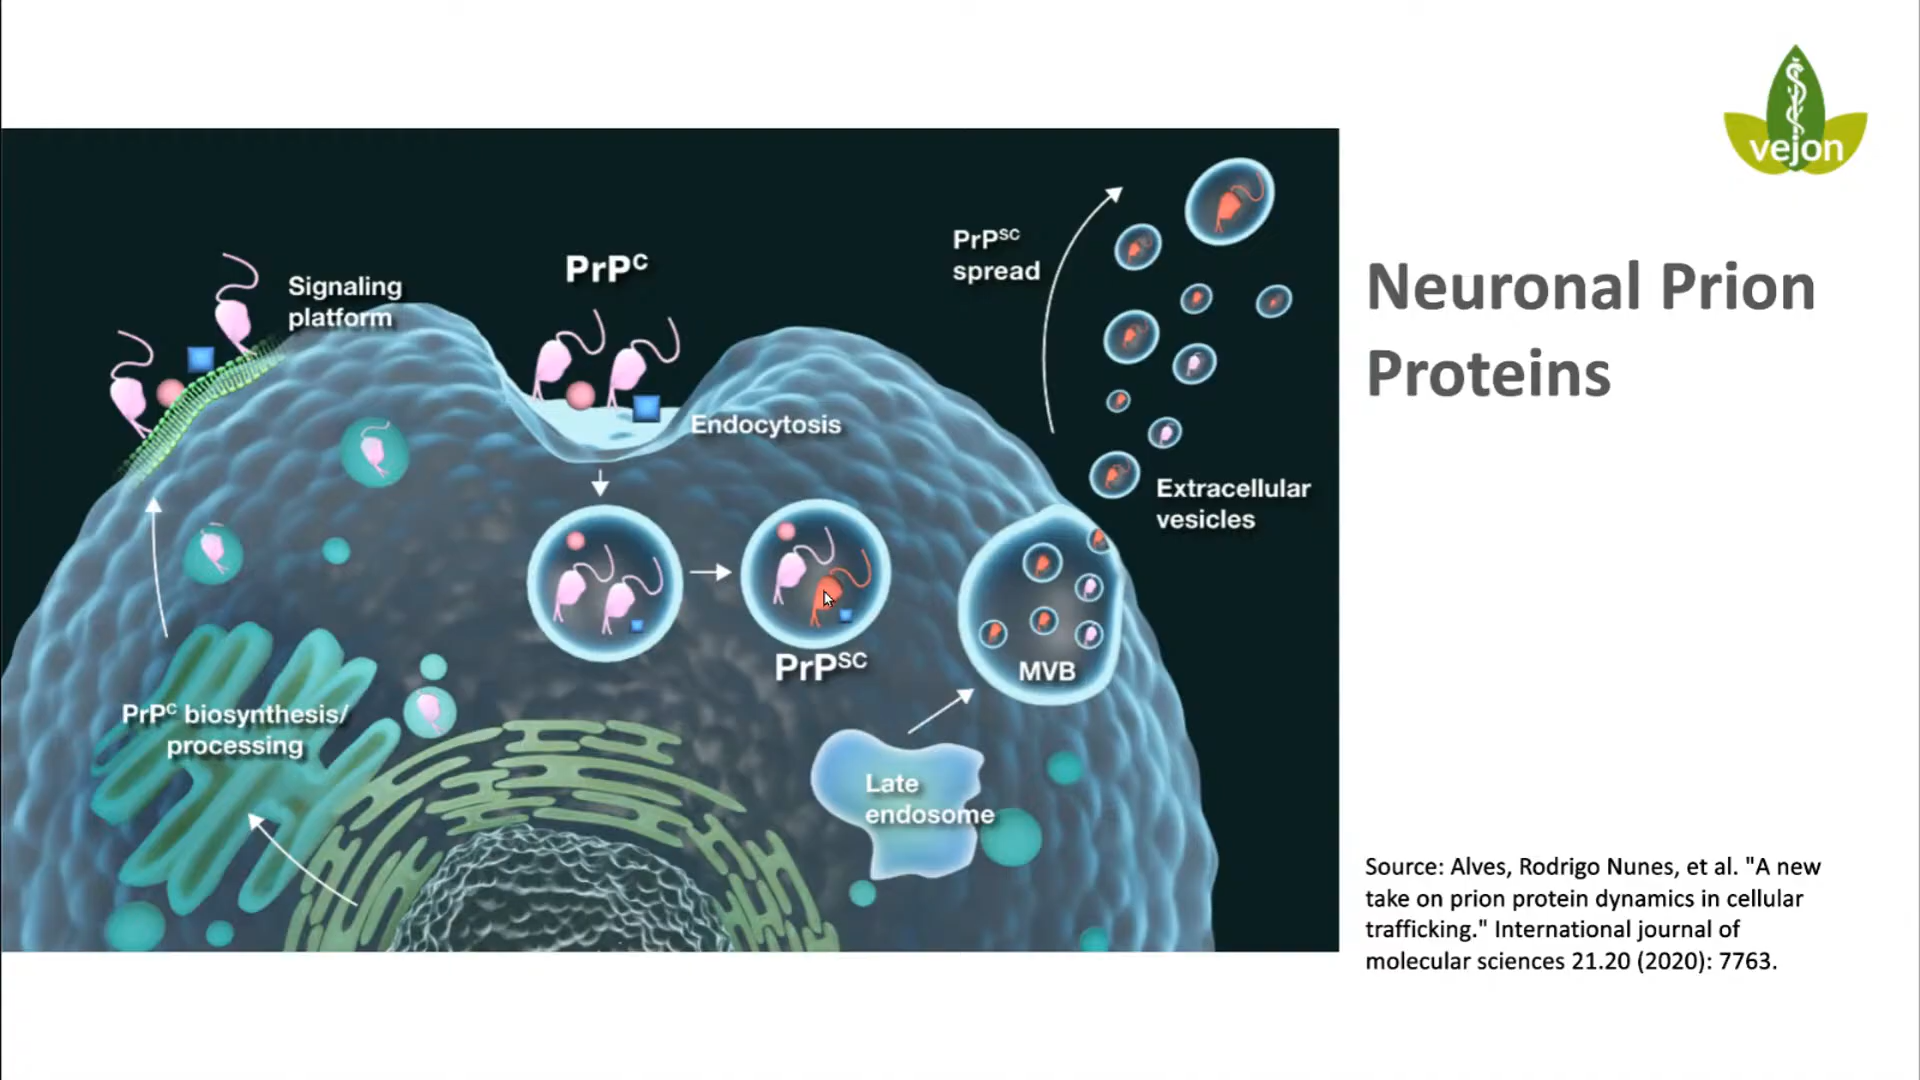 vejon
Neuronal Prion
Proteins
Signaling
platform
PrPᶜ
PrPˢᶜ
spread
Endocytosis
Extracellular
vesicles
PrPˢᶜ
MVB
PrPᶜ biosynthesis/
processing
Late
endosome
Source: Alves, Rodrigo Nunes, et al. "A new
take on prion protein dynamics in cellular
trafficking." International journal of
molecular sciences 21.20 (2020): 7763.